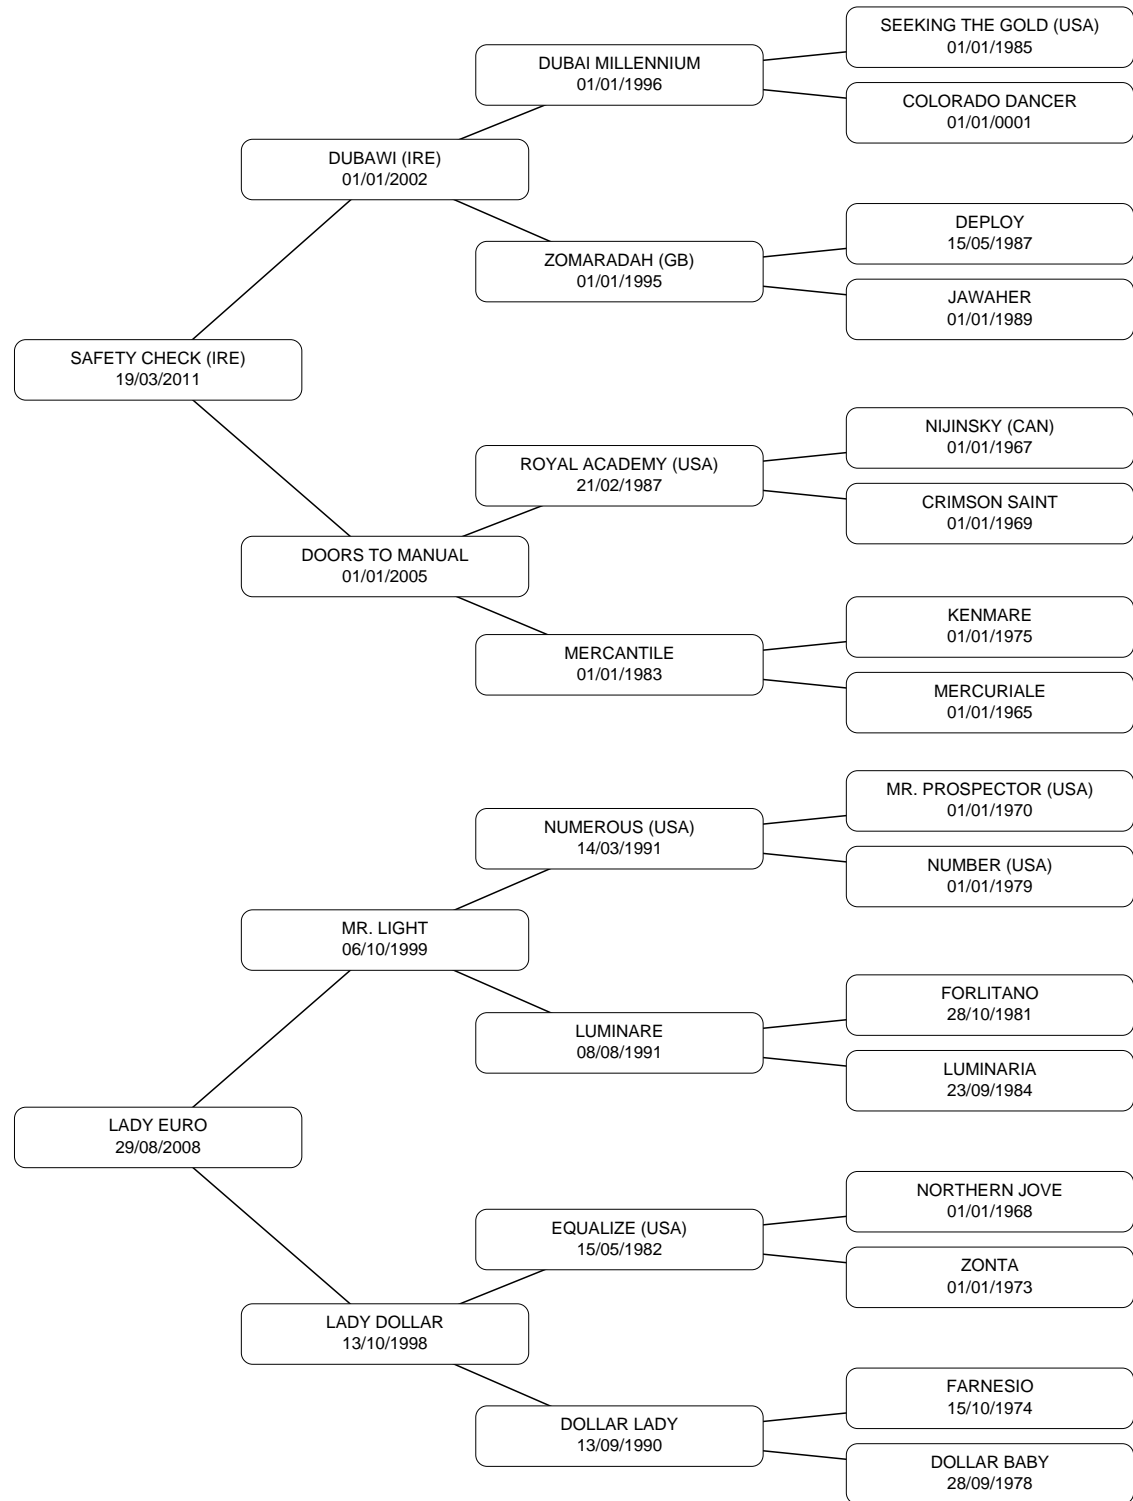 SEEKING THE GOLD (USA)
01/01/1985
DUBAI MILLENNIUM
01/01/1996
COLORADO DANCER
01/01/0001
DUBAWI (IRE)
01/01/2002
DEPLOY
15/05/1987
ZOMARADAH (GB)
01/01/1995
JAWAHER
01/01/1989
SAFETY CHECK (IRE)
19/03/2011
NIJINSKY (CAN)
01/01/1967
ROYAL ACADEMY (USA)
21/02/1987
CRIMSON SAINT
01/01/1969
DOORS TO MANUAL
01/01/2005
KENMARE
01/01/1975
MERCANTILE
01/01/1983
MERCURIALE
01/01/1965
MR. PROSPECTOR (USA)
01/01/1970
NUMEROUS (USA)
14/03/1991
NUMBER (USA)
01/01/1979
MR. LIGHT
06/10/1999
FORLITANO
28/10/1981
LUMINARE
08/08/1991
LUMINARIA
23/09/1984
LADY EURO
29/08/2008
NORTHERN JOVE
01/01/1968
EQUALIZE (USA)
15/05/1982
ZONTA
01/01/1973
LADY DOLLAR
13/10/1998
FARNESIO
15/10/1974
DOLLAR LADY
13/09/1990
DOLLAR BABY
28/09/1978